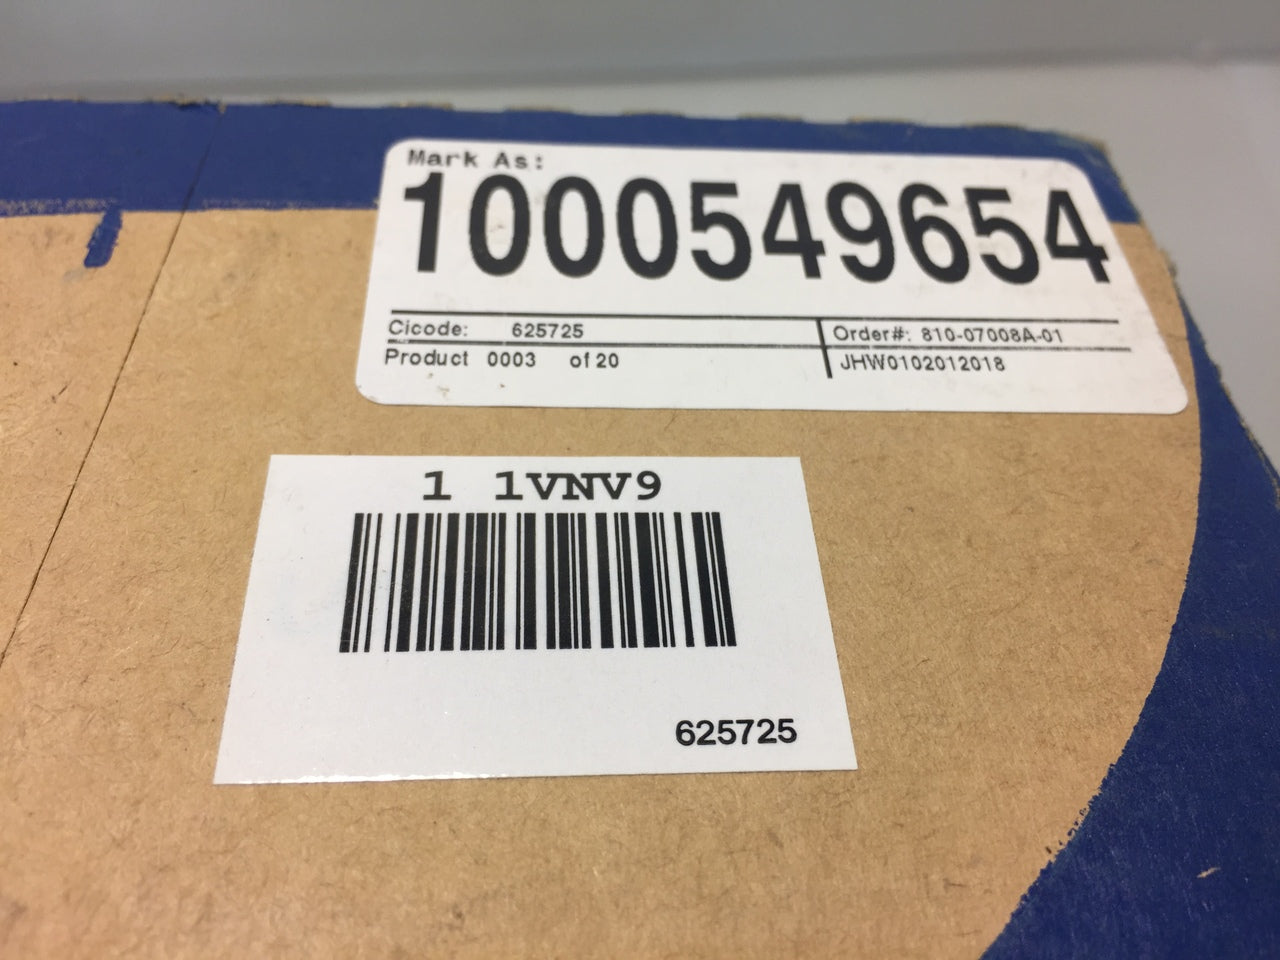 Mark As:
1000549654
Cicode: 625725 Order#: 810-07008A-01
Product 0003 of 20 JHW0102012018
1 1VNV9
625725